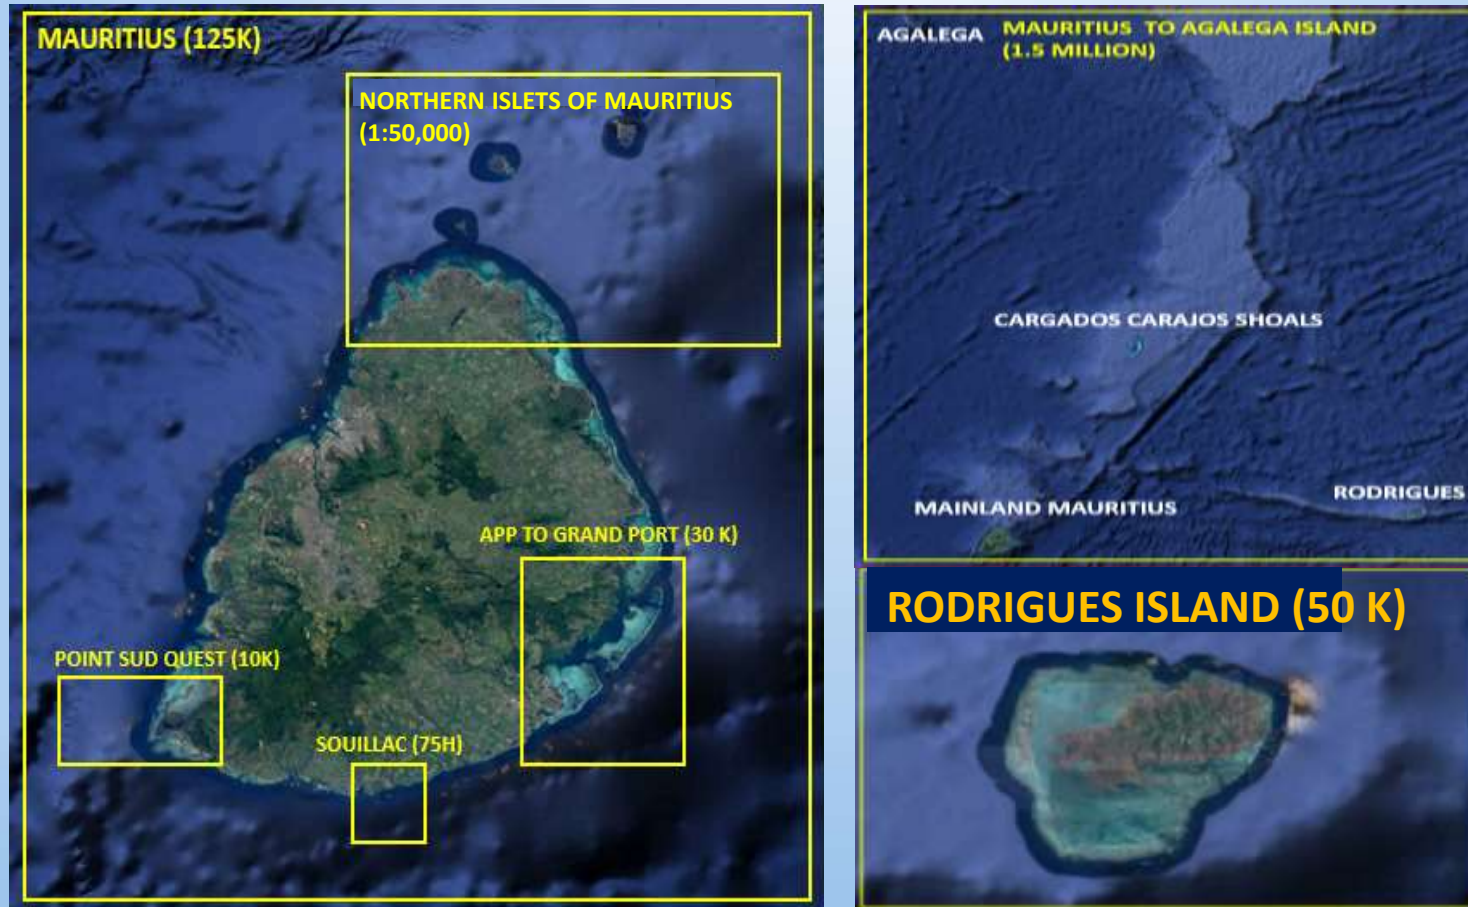 MAURITIUS (125K)
NORTHERN ISLETS OF MAURITIUS
(1:50,000)
APP TO GRAND PORT (30 K)
POINT SUD QUEST (10K)
SOUILLAC (75H)
AGALEGA
MAURITIUS TO AGALEGA ISLAND
(1.5 MILLION)
CARGADOS CARAJOS SHOALS
RODRIGUES
MAINLAND MAURITIUS
RODRIGUES ISLAND (50 K)